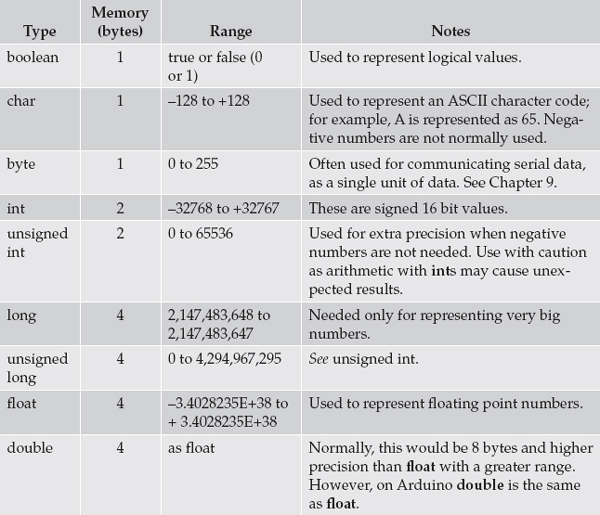 Type Memory (bytes) Range Notes
boolean 1 true or false (0 Used to represent logical values.
or 1)
char 1 –128 to +128 Used to represent an ASCII character code;
for example, A is represented as 65. Nega-
tive numbers are not normally used.
byte 1 0 to 255 Often used for communicating serial data,
as a single unit of data. See Chapter 9.
int 2 –32768 to +32767 These are signed 16 bit values.
unsigned 2 0 to 65536 Used for extra precision when negative
int numbers are not needed. Use with caution
as arithmetic with ints may cause unex-
pected results.
long 4 2,147,483,648 to Needed only for representing very big
2,147,483,647 numbers.
unsigned 4 0 to 4,294,967,295 See unsigned int.
long
float 4 –3.4028235E+38 to Used to represent floating point numbers.
+ 3.4028235E+38
double 4 as float Normally, this would be 8 bytes and higher
precision than float with a greater range.
However, on Arduino double is the same
as float.